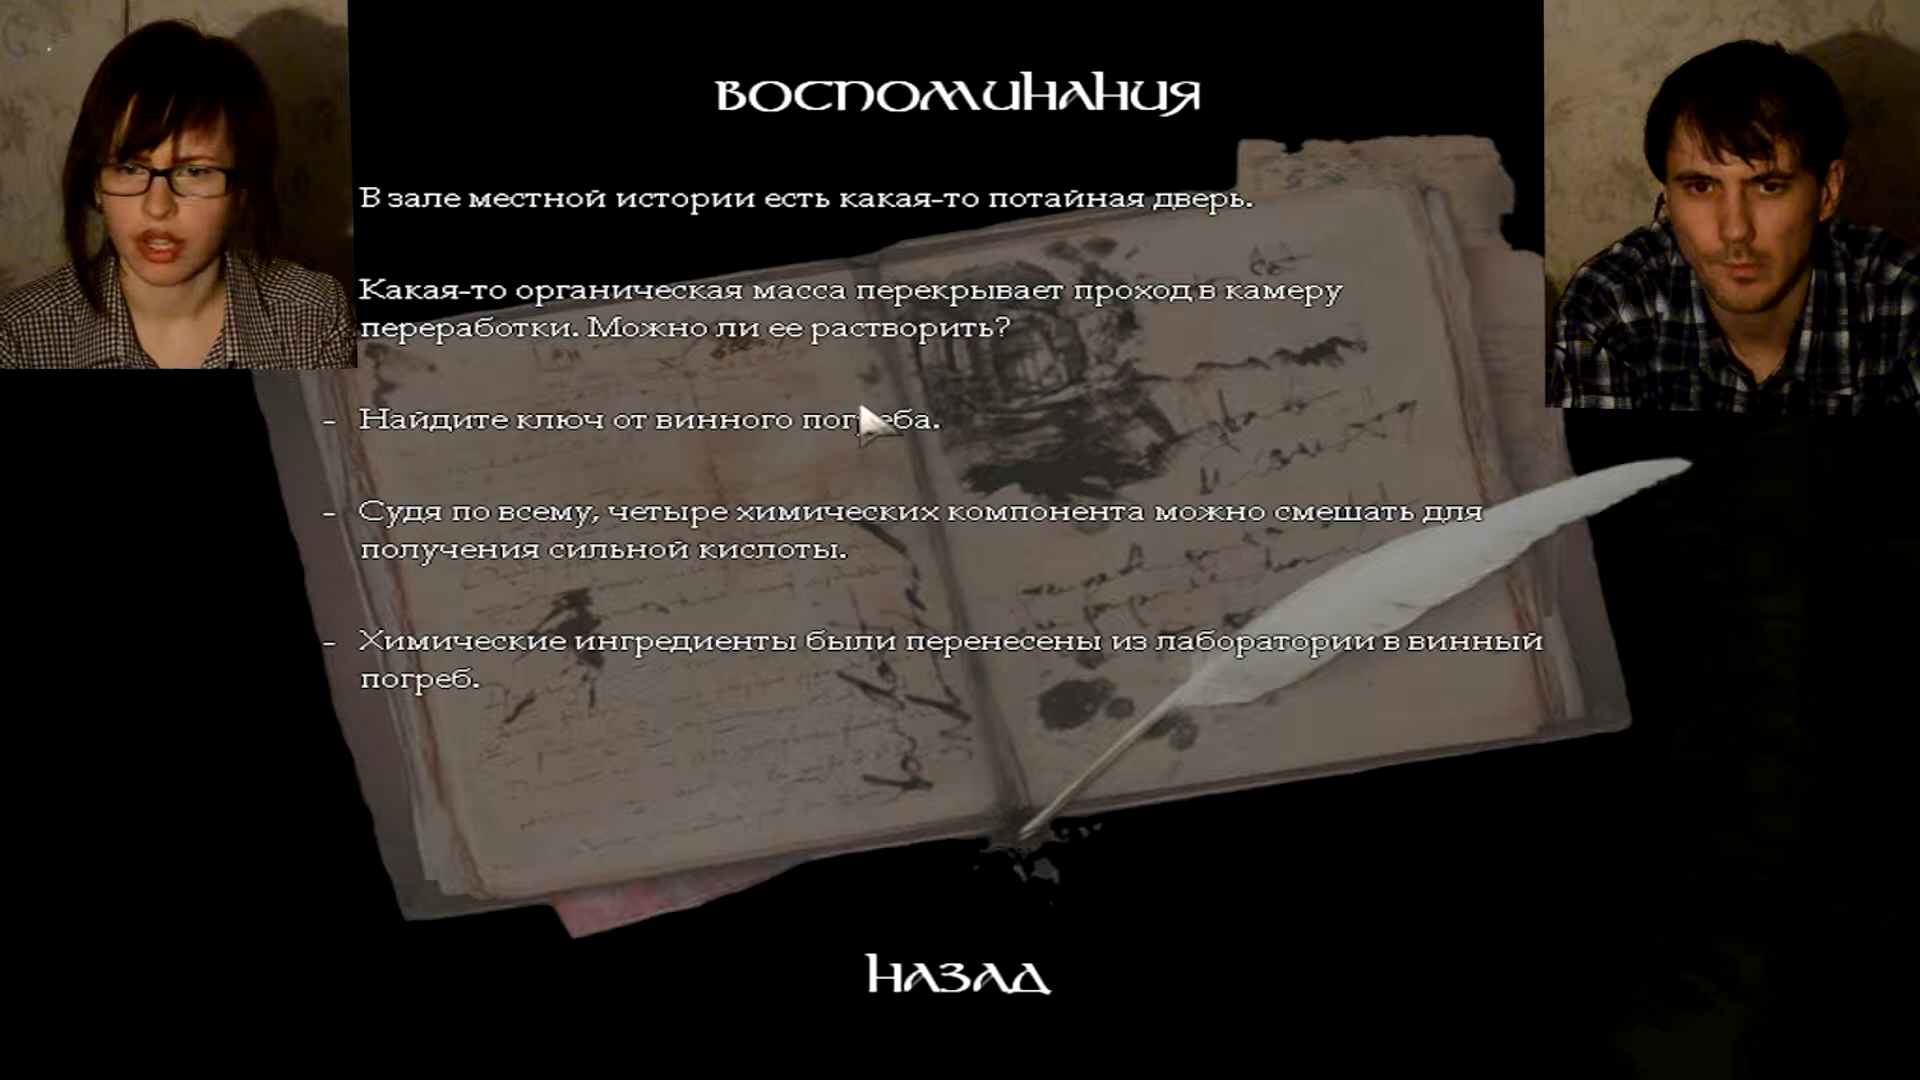 ВОСПОМИНАНИЯ
В зале местной истории есть какая-то потайная дверь.
Какая-то органическая масса перекрывает проход в камеру
переработки. Можно ли ее растворить?
- Найдите ключ от винного погреба.
- Судя по всему, четыре химических компонента можно смешать для
получения сильной кислоты.
- Химические ингредиенты были перенесены из лаборатории в винный
погреб.
НАЗАД